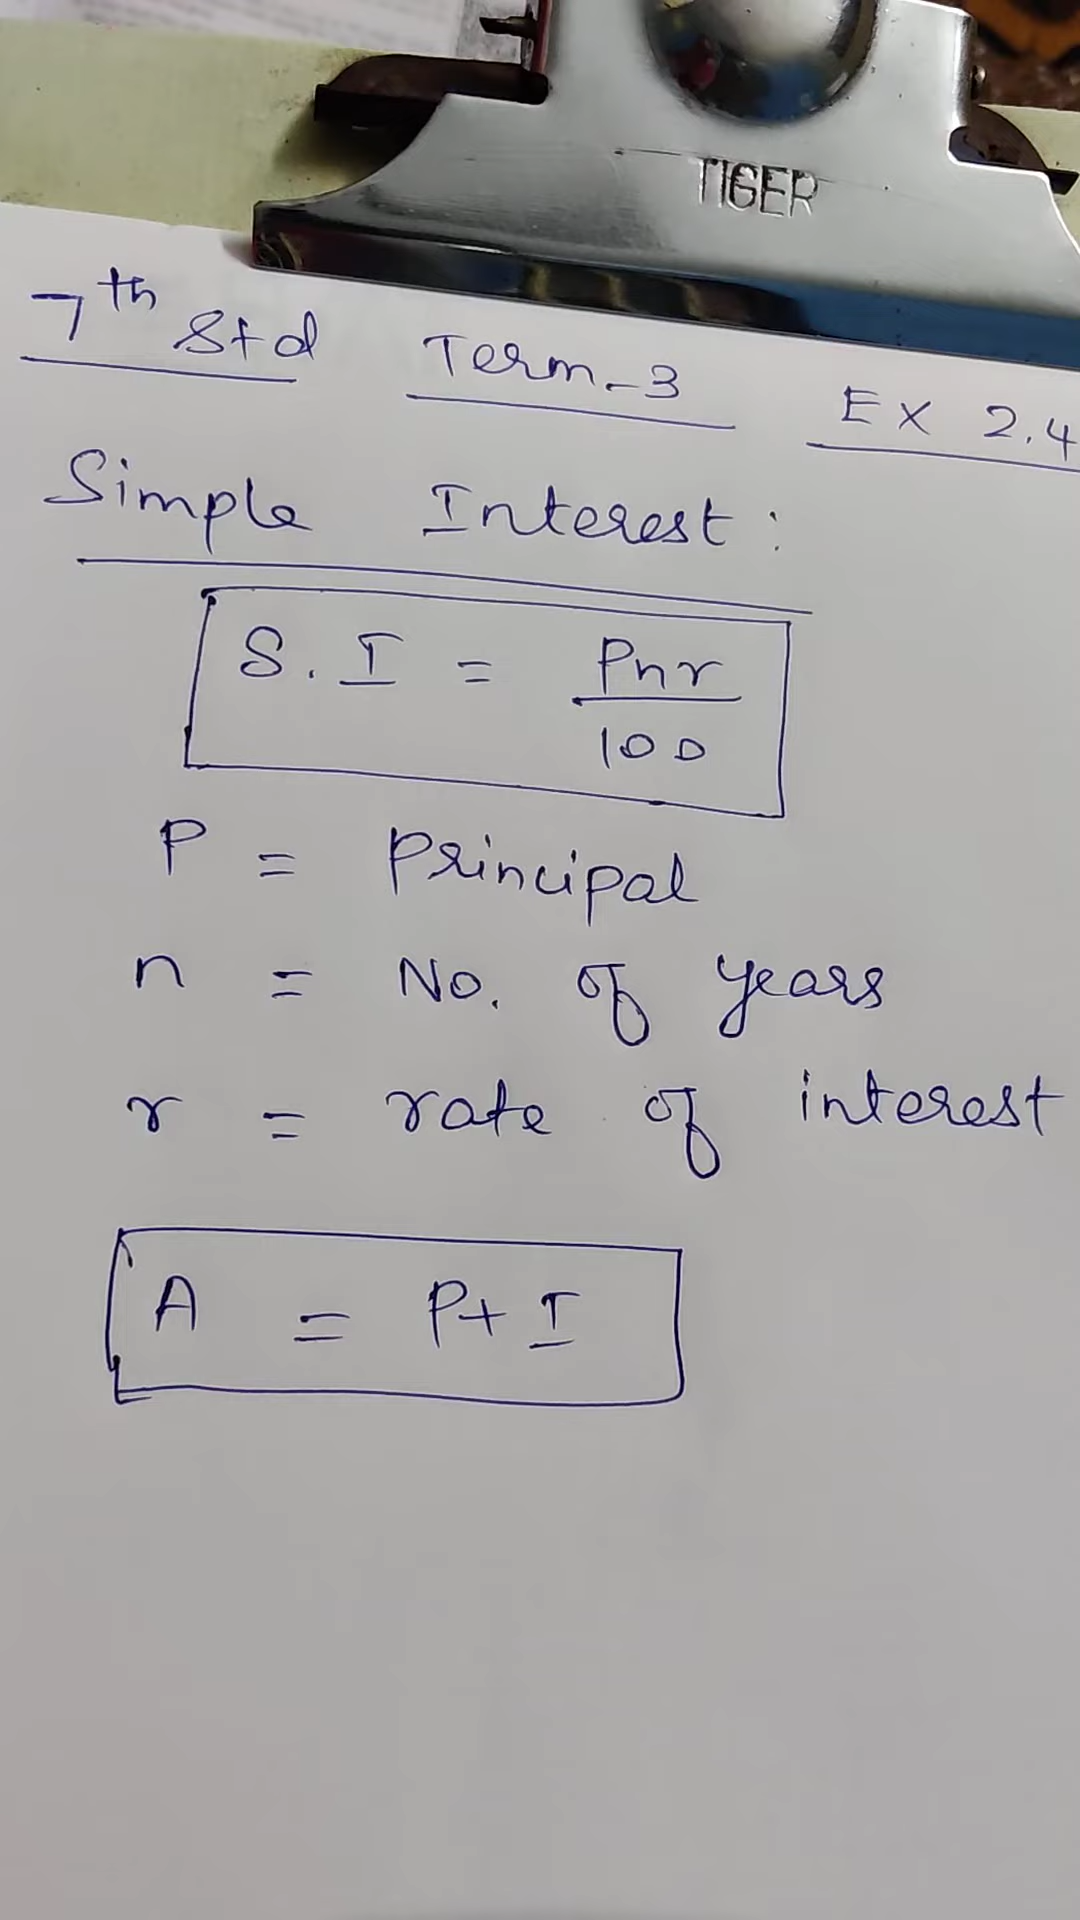 TIGER
7th Std Term-3 Ex 2.4
Simple Interest:
S.I = Pnr/100
P = Principal
n = No. of years
r = rate of interest
A = P+I